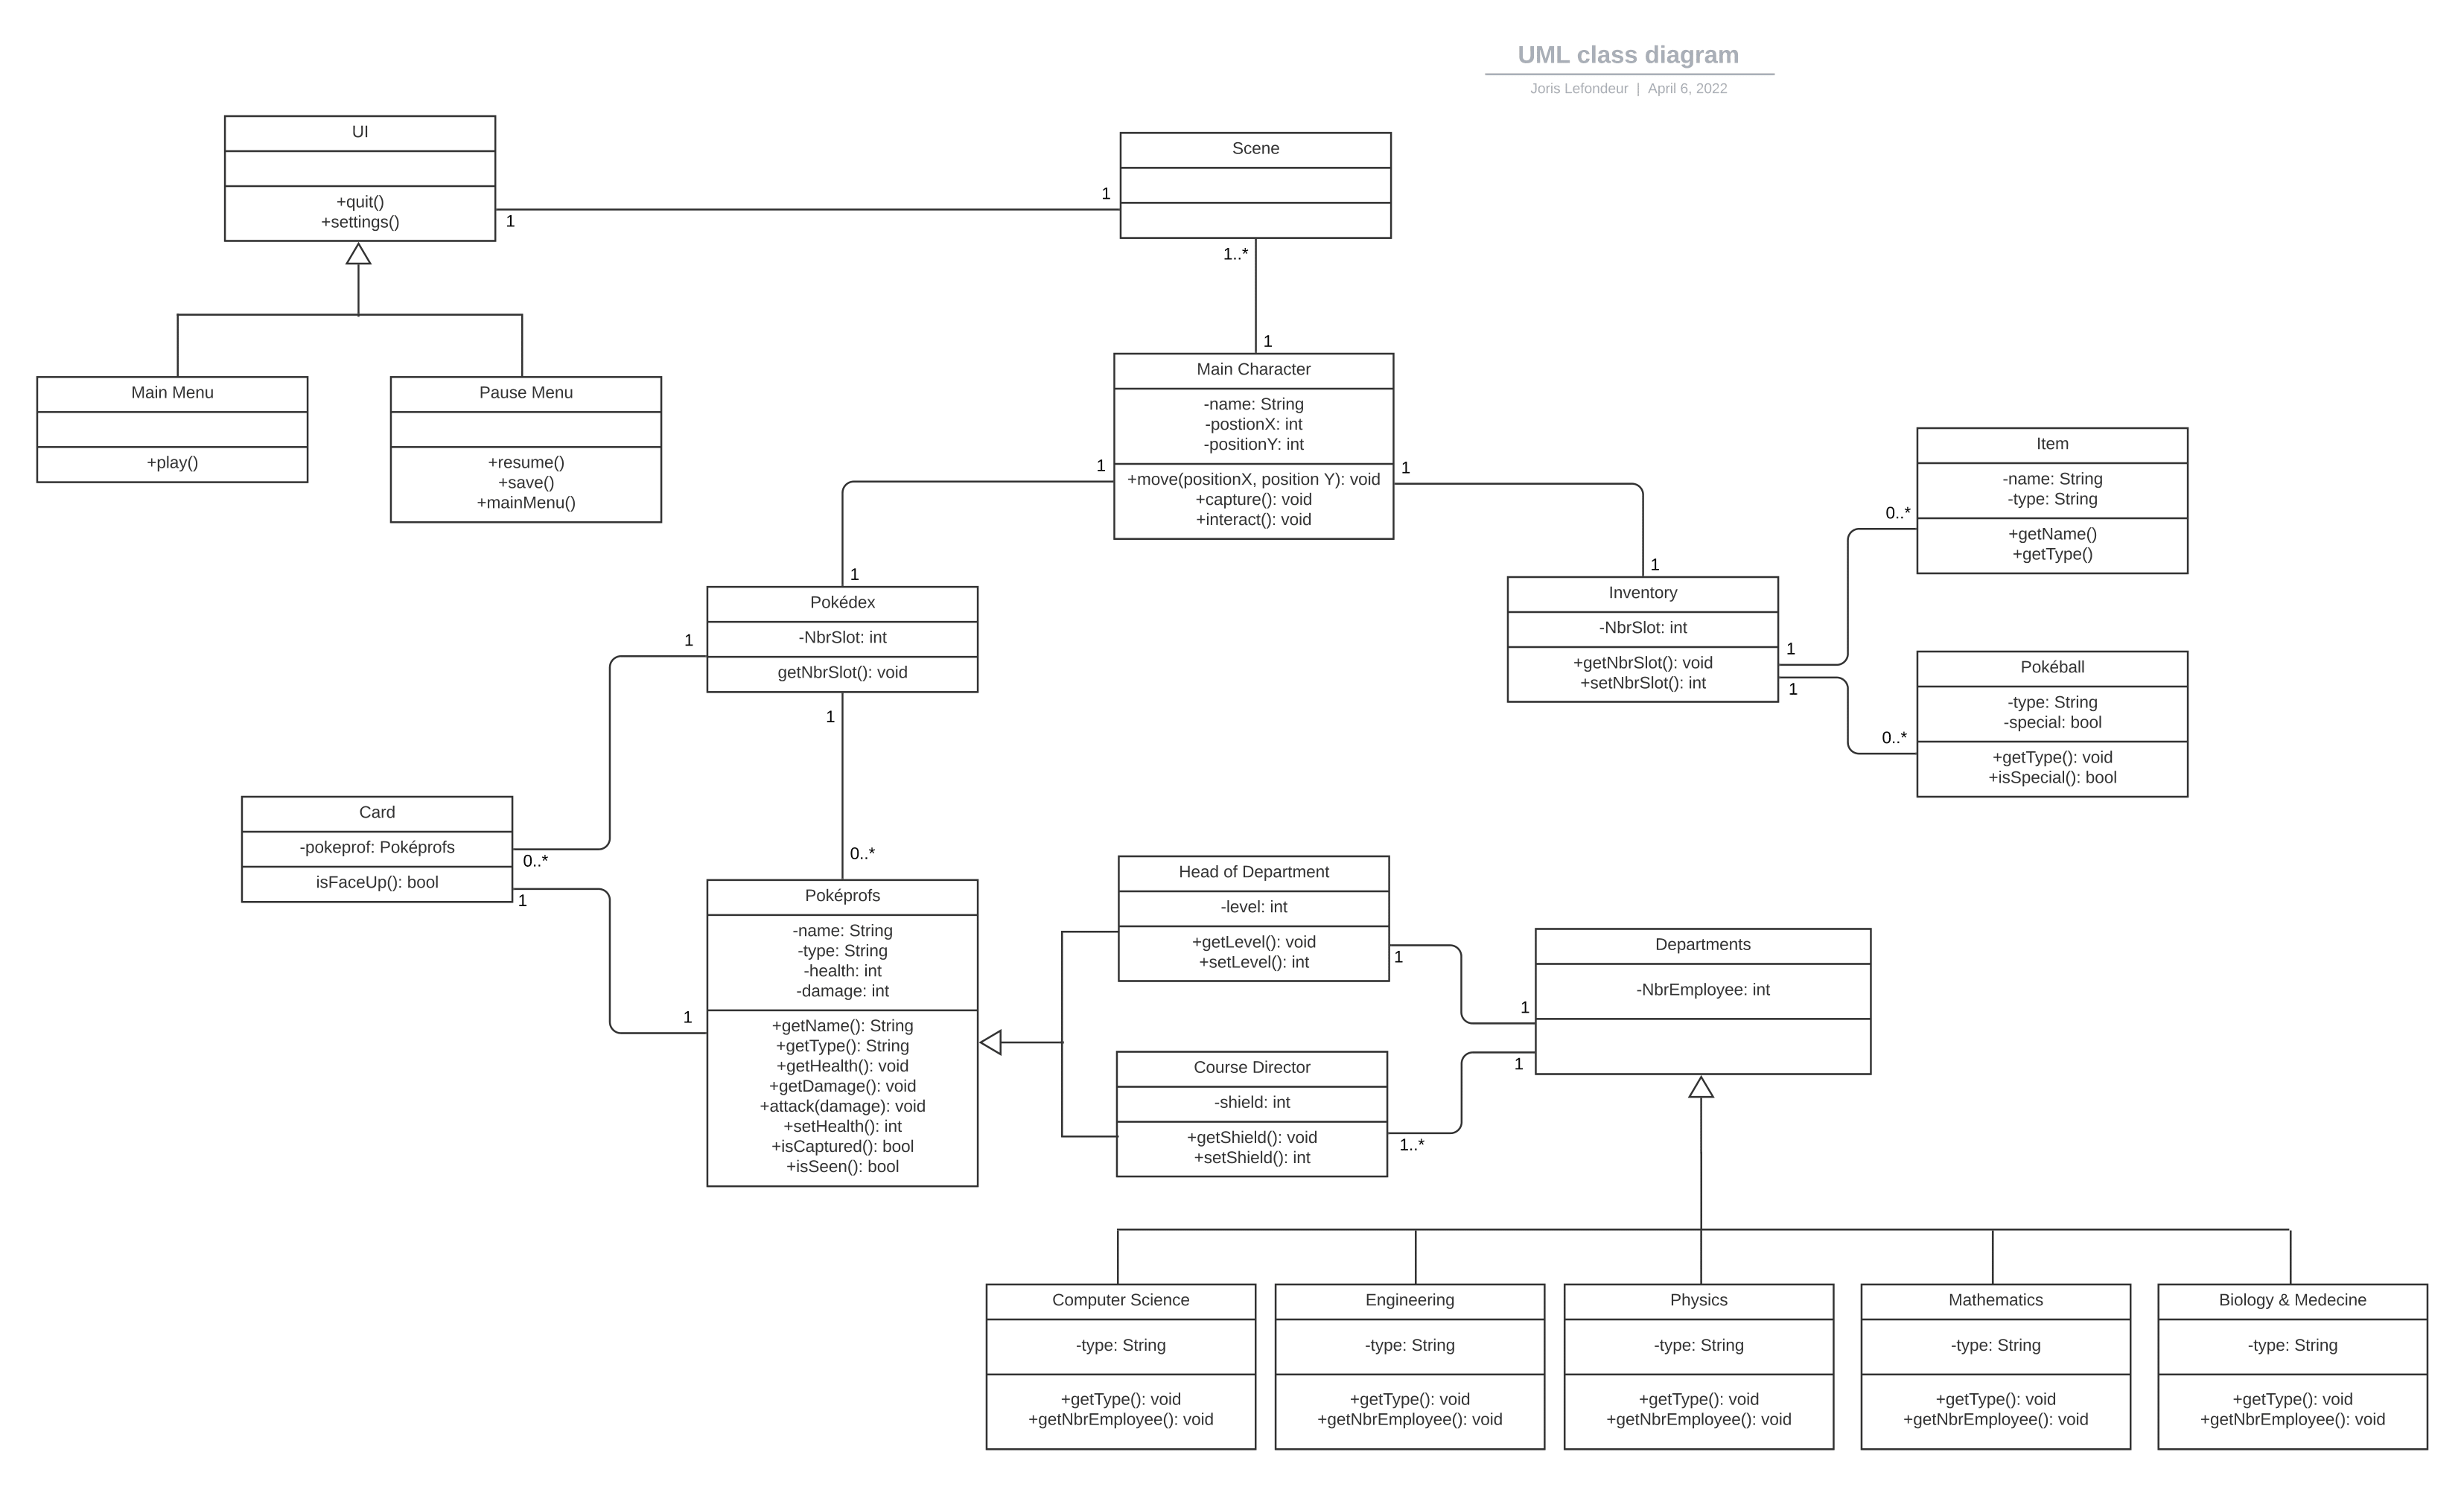 UML class diagram
Joris Lefondeur | April 6, 2022
UI
+quit()
+settings()
1
1
Scene
1..*
1
Main Menu
+play()
Pause Menu
+resume()
+save()
+mainMenu()
Main Character
-name: String
-postionX: int
-positionY: int
+move(positionX, position Y): void
+capture(): void
+interact(): void
1
1
1
1
Item
-name: String
-type: String
+getName()
+getType()
0..*
Pokédex
-NbrSlot: int
getNbrSlot(): void
1
1
Inventory
-NbrSlot: int
+getNbrSlot(): void
+setNbrSlot(): int
1
1
Pokéball
-type: String
-special: bool
+getType(): void
+isSpecial(): bool
0..*
Card
-pokeprof: Poképrofs
isFaceUp(): bool
0..*
1
0..*
1
Poképrofs
-name: String
-type: String
-health: int
-damage: int
+getName(): String
+getType(): String
+getHealth(): void
+getDamage(): void
+attack(damage): void
+setHealth(): int
+isCaptured(): bool
+isSeen(): bool
Head of Department
-level: int
+getLevel(): void
+setLevel(): int
1
1
Departments
-NbrEmployee: int
Course Director
-shield: int
+getShield(): void
+setShield(): int
1
1..*
Computer Science
-type: String
+getType(): void
+getNbrEmployee(): void
Engineering
-type: String
+getType(): void
+getNbrEmployee(): void
Physics
-type: String
+getType(): void
+getNbrEmployee(): void
Mathematics
-type: String
+getType(): void
+getNbrEmployee(): void
Biology & Medecine
-type: String
+getType(): void
+getNbrEmployee(): void